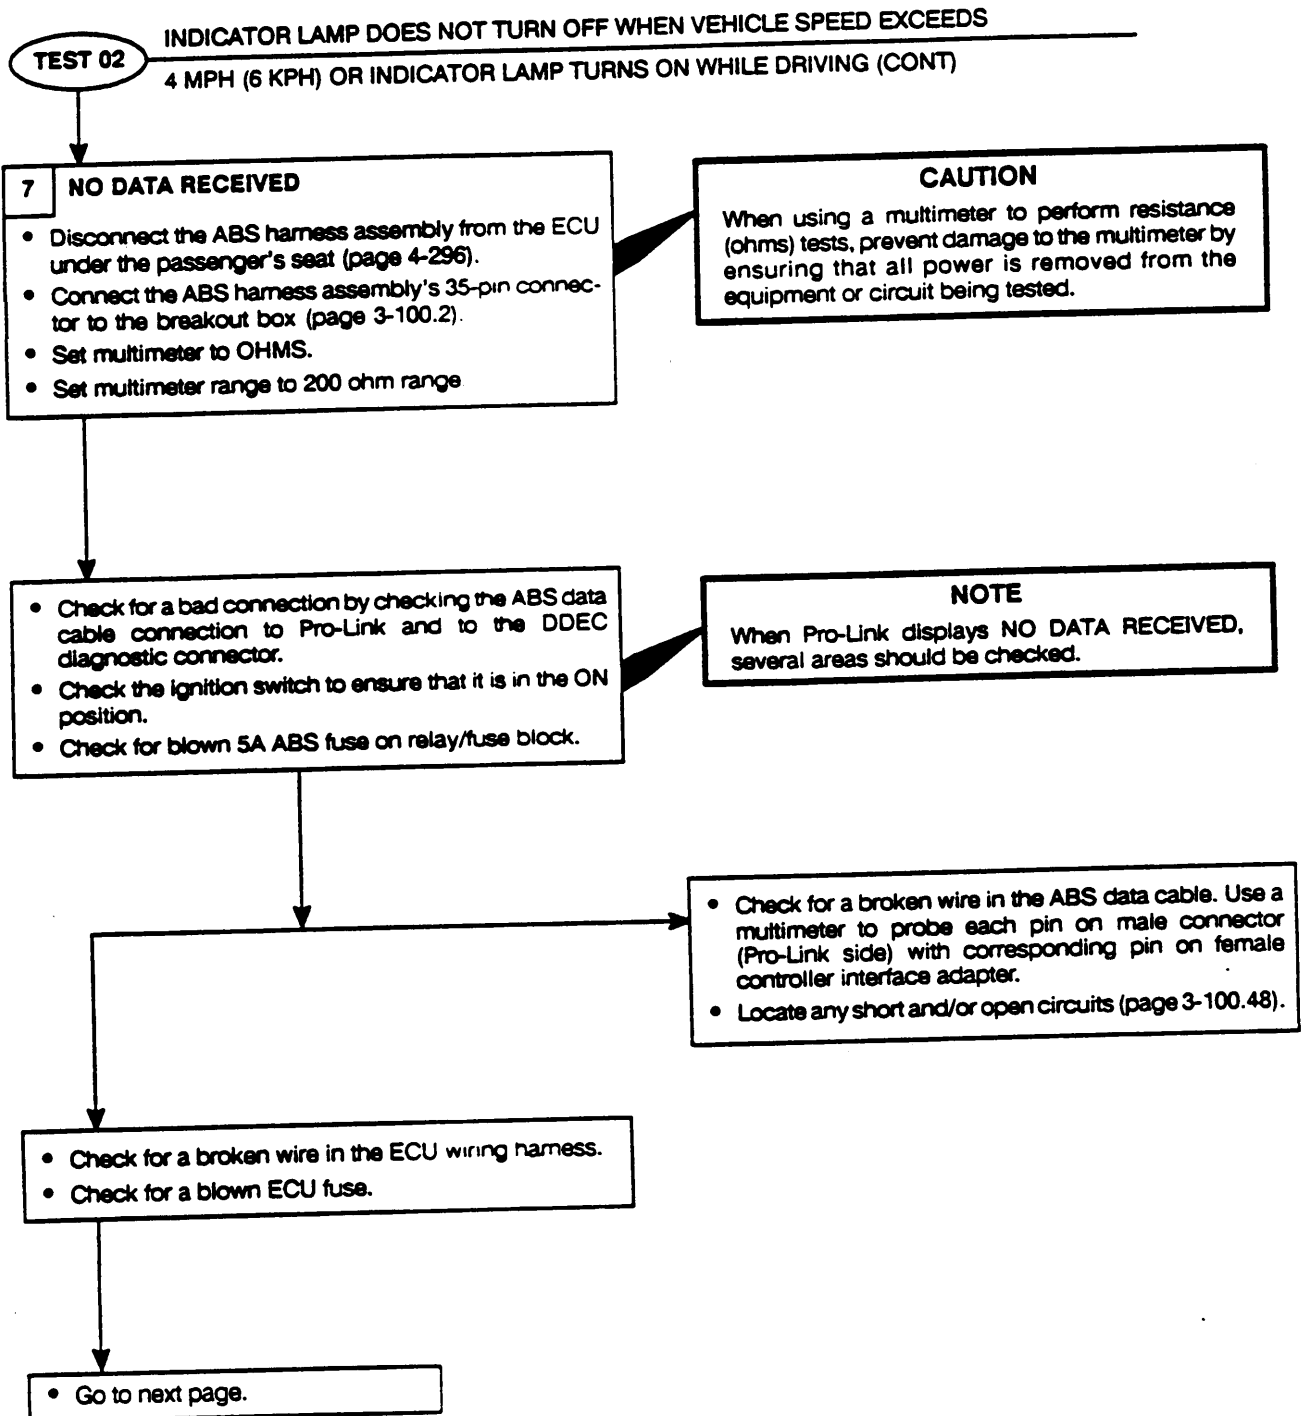 TEST 02
INDICATOR LAMP DOES NOT TURN OFF WHEN VEHICLE SPEED EXCEEDS
4 MPH (6 KPH) OR INDICATOR LAMP TURNS ON WHILE DRIVING (CONT)
7 NO DATA RECEIVED
• Disconnect the ABS harness assembly from the ECU
under the passenger's seat (page 4-296).
• Connect the ABS harness assembly's 35-pin connec-
tor to the breakout box (page 3-100.2).
• Set multimeter to OHMS.
• Set multimeter range to 200 ohm range
CAUTION
When using a multimeter to perform resistance
(ohms) tests, prevent damage to the multimeter by
ensuring that all power is removed from the
equipment or circuit being tested.
• Check for a bad connection by checking the ABS data
cable connection to Pro-Link and to the DDEC
diagnostic connector.
• Check the ignition switch to ensure that it is in the ON
position.
• Check for blown 5A ABS fuse on relay/fuse block.
NOTE
When Pro-Link displays NO DATA RECEIVED,
several areas should be checked.
• Check for a broken wire in the ABS data cable. Use a
multimeter to probe each pin on male connector
(Pro-Link side) with corresponding pin on female
controller interface adapter.
• Locate any short and/or open circuits (page 3-100.48).
• Check for a broken wire in the ECU wiring harness.
• Check for a blown ECU fuse.
• Go to next page.